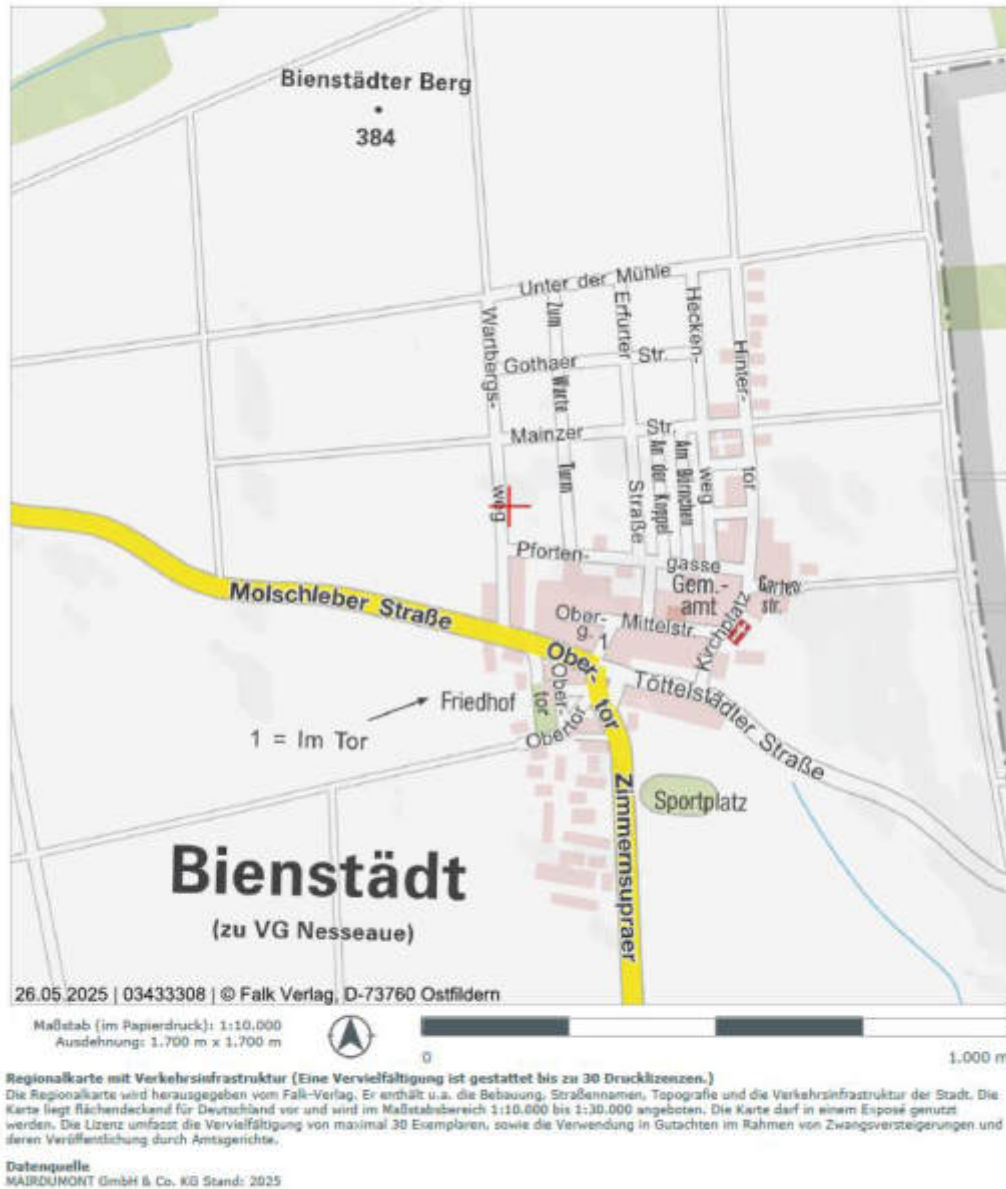 Bienstädter Berg
384
Unter der Mühle
Wartbergs-
weg
Zum
Warte
Turm
Erfurter
Straße
Hecken-
weg
Hinter-
tor
Gothaer Str.
Mainzer Str.
An der Koppel
Am Börnchen
Pforten-
gasse
Gem.-
amt
Garten
str.
Ober-
g.
1
Mittelstr.
Kirchplatz
Molschleber Straße
Ober-
tor
Ober-
tor
Obertor
Töttelstädter Straße
Friedhof
1 = Im Tor
Sportplatz
Zimmernsupraer
Bienstädt
(zu VG Nesseaue)
26.05.2025 | 03433308 | © Falk Verlag, D-73760 Ostfildern
Maßstab (im Papierdruck): 1:10.000
Ausdehnung: 1.700 m x 1.700 m
0
1.000 m
Regionalkarte mit Verkehrsinfrastruktur (Eine Vervielfältigung ist gestattet bis zu 30 Drucklizenzen.)
Die Regionalkarte wird herausgegeben vom Falk-Verlag. Er enthält u.a. die Bebauung, Straßennamen, Topografie und die Verkehrsinfrastruktur der Stadt. Die
Karte liegt flächendeckend für Deutschland vor und wird im Maßstabsbereich 1:10.000 bis 1:30.000 angeboten. Die Karte darf in einem Exposé genutzt
werden. Die Lizenz umfasst die Vervielfältigung von maximal 30 Exemplaren, sowie die Verwendung in Gutachten im Rahmen von Zwangsversteigerungen und
deren Veröffentlichung durch Amtsgerichte.
Datenquelle
MAIRDUMONT GmbH & Co. KG Stand: 2025